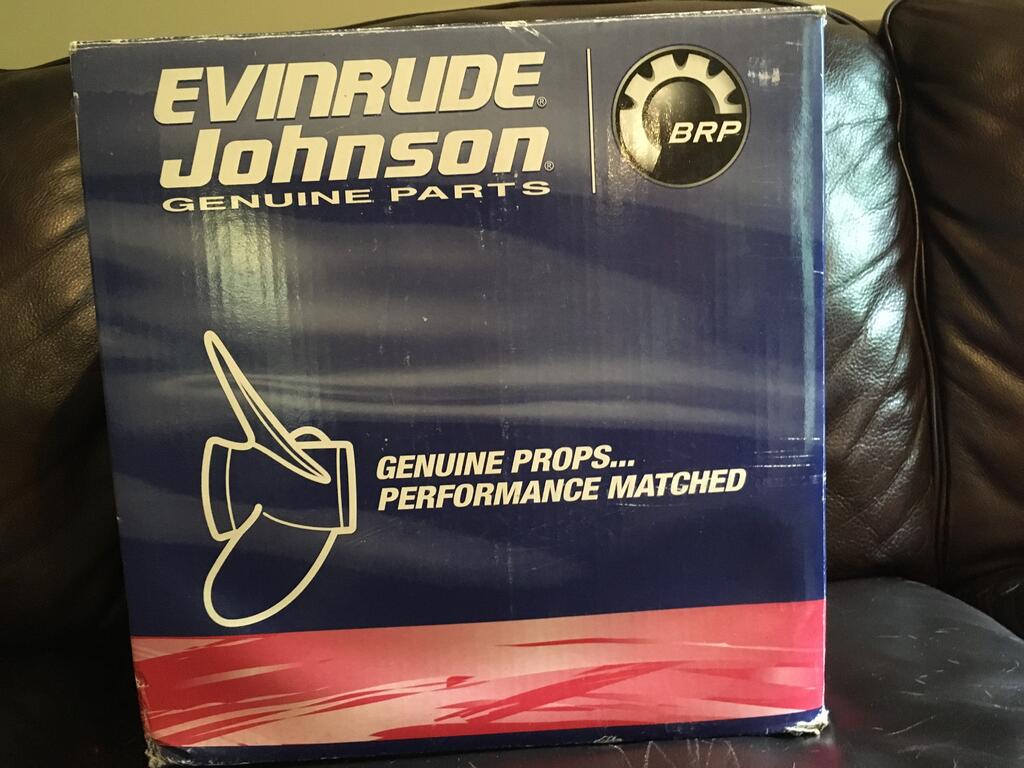 EVINRUDE®
Johnson®
GENUINE PARTS
BRP
GENUINE PROPS...
PERFORMANCE MATCHED